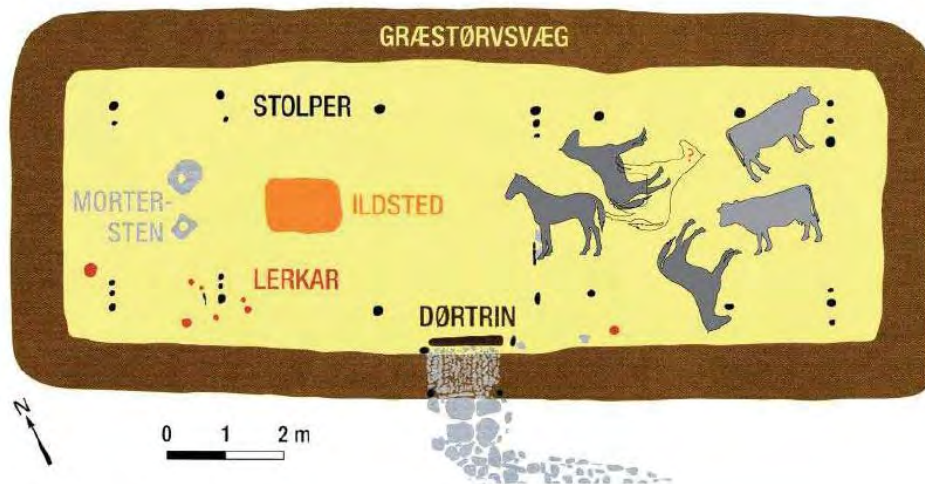 GRÆSTØRVSVÆG
STOLPER
MORTER-
STEN
ILDSTED
LERKAR
DØRTRIN
?
N
0 1 2 m